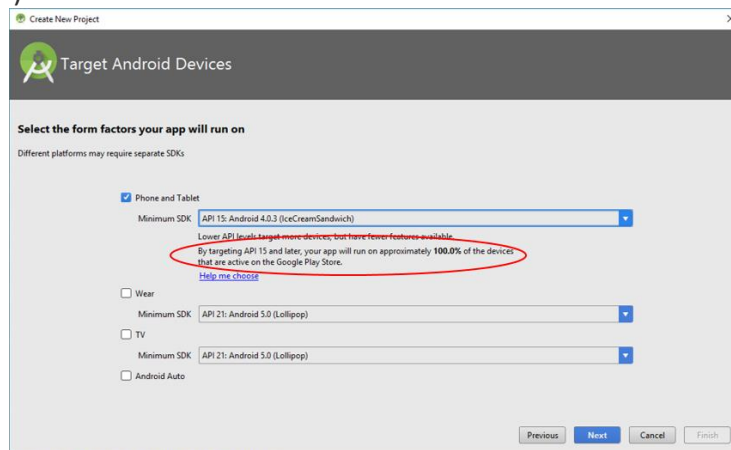 Create New Project
Target Android Devices
Select the form factors your app will run on
Different platforms may require separate SDKs
Phone and Tablet
Minimum SDK API 15: Android 4.0.3 (IceCreamSandwich)
Lower API levels target more devices, but have fewer features available.
By targeting API 15 and later, your app will run on approximately 100.0% of the devices
that are active on the Google Play Store.
Help me choose
Wear
Minimum SDK API 21: Android 5.0 (Lollipop)
TV
Minimum SDK API 21: Android 5.0 (Lollipop)
Android Auto
Previous Next Cancel Finish